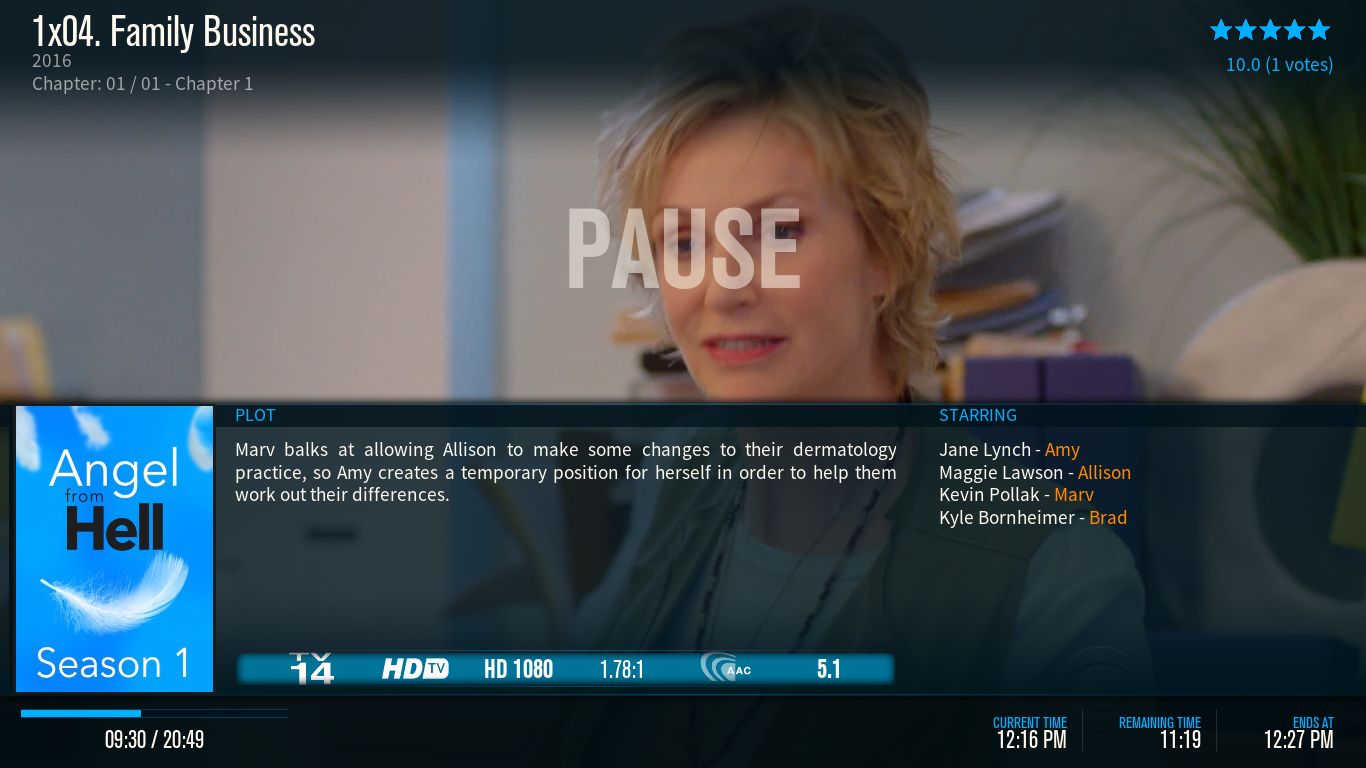 1x04. Family Business
2016
Chapter: 01 / 01 - Chapter 1
10.0 (1 votes)
PAUSE
Angel
from
Hell
Season 1
PLOT
Marv balks at allowing Allison to make some changes to their dermatology
practice, so Amy creates a temporary position for herself in order to help them
work out their differences.
STARRING
Jane Lynch - Amy
Maggie Lawson - Allison
Kevin Pollak - Marv
Kyle Bornheimer - Brad
TV 14 HDTV HD 1080 1.78:1 AAC 5.1
09:30 / 20:49
CURRENT TIME
12:16 PM
REMAINING TIME
11:19
ENDS AT
12:27 PM